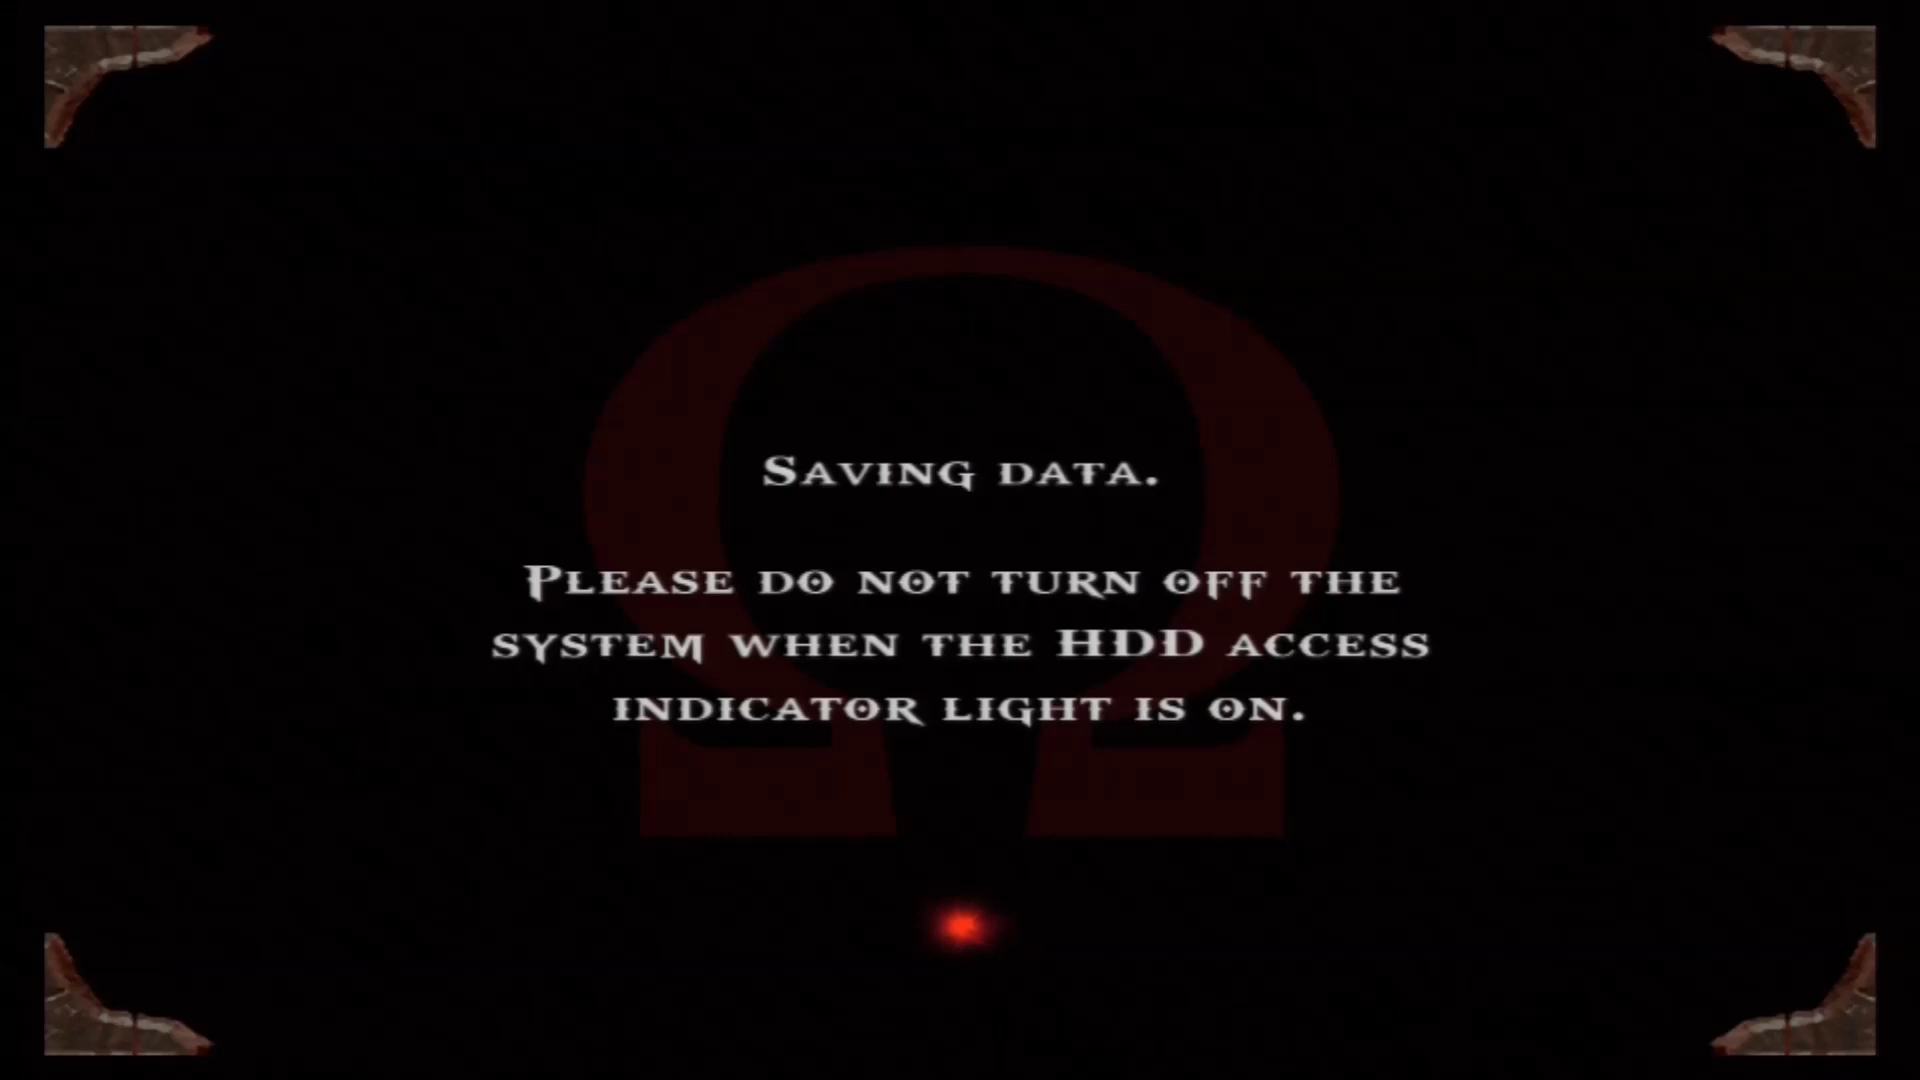 Saving data.
Please do not turn off the
system when the HDD access
indicator light is on.